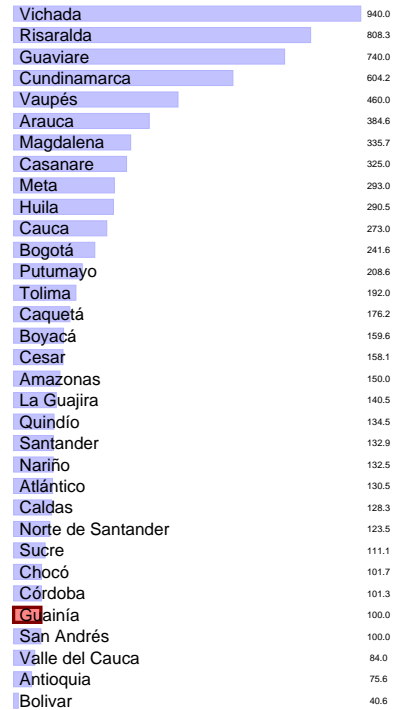 Vichada 940.0
Risaralda 808.3
Guaviare 740.0
Cundinamarca 604.2
Vaupés 460.0
Arauca 384.6
Magdalena 335.7
Casanare 325.0
Meta 293.0
Huila 290.5
Cauca 273.0
Bogotá 241.6
Putumayo 208.6
Tolima 192.0
Caquetá 176.2
Boyacá 159.6
Cesar 158.1
Amazonas 150.0
La Guajira 140.5
Quindío 134.5
Santander 132.9
Nariño 132.5
Atlántico 130.5
Caldas 128.3
Norte de Santander 123.5
Sucre 111.1
Chocó 101.7
Córdoba 101.3
Guainía 100.0
San Andrés 100.0
Valle del Cauca 84.0
Antioquia 75.6
Bolivar 40.6